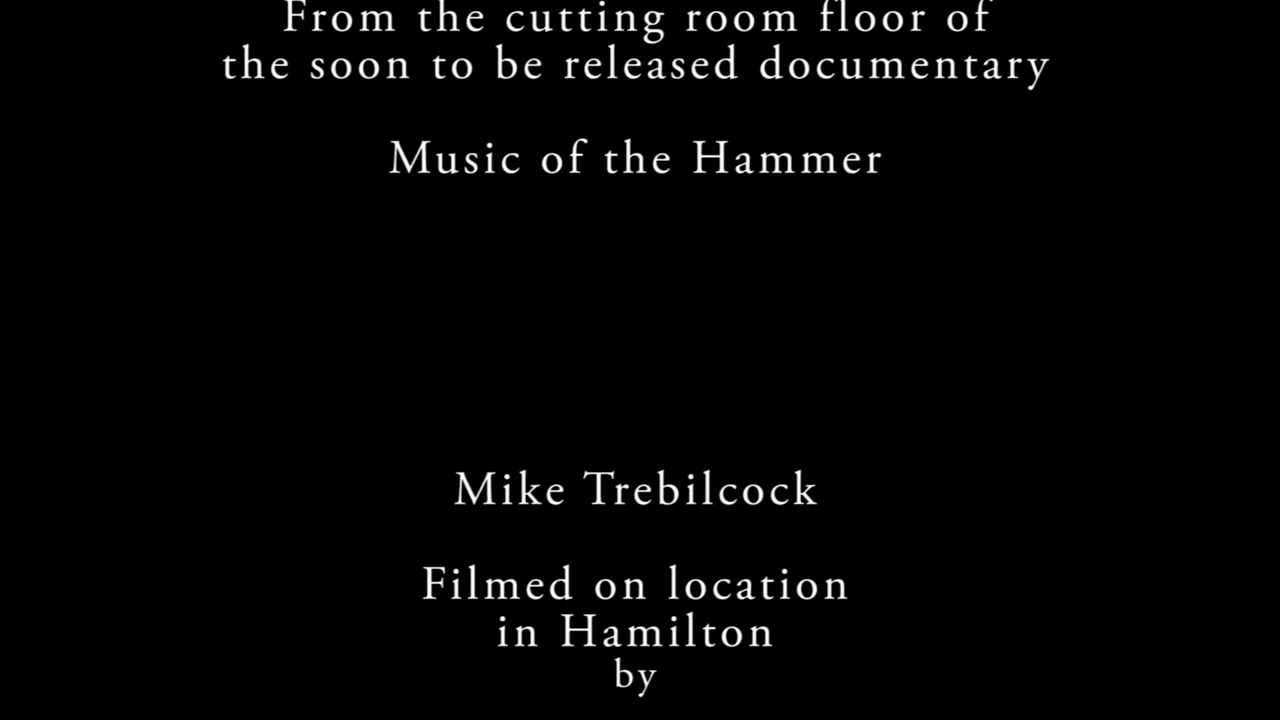 From the cutting room floor of
the soon to be released documentary
Music of the Hammer
Mike Trebilcock
Filmed on location
in Hamilton
by